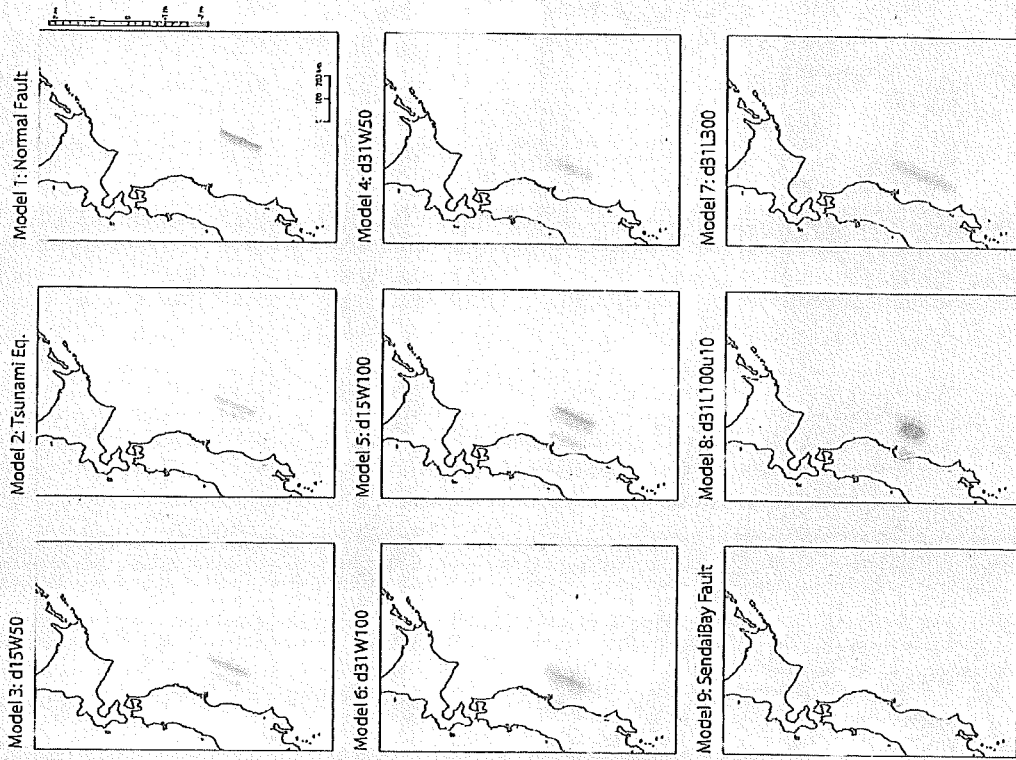 Model 1: Normal Fault
Model 2: Tsunami Eq.
Model 3: d15W50
Model 4: d31W50
Model 5: d15W100
Model 6: d31W100
Model 7: d31L300
Model 8: d31L100u10
Model 9: SendaiBay Fault